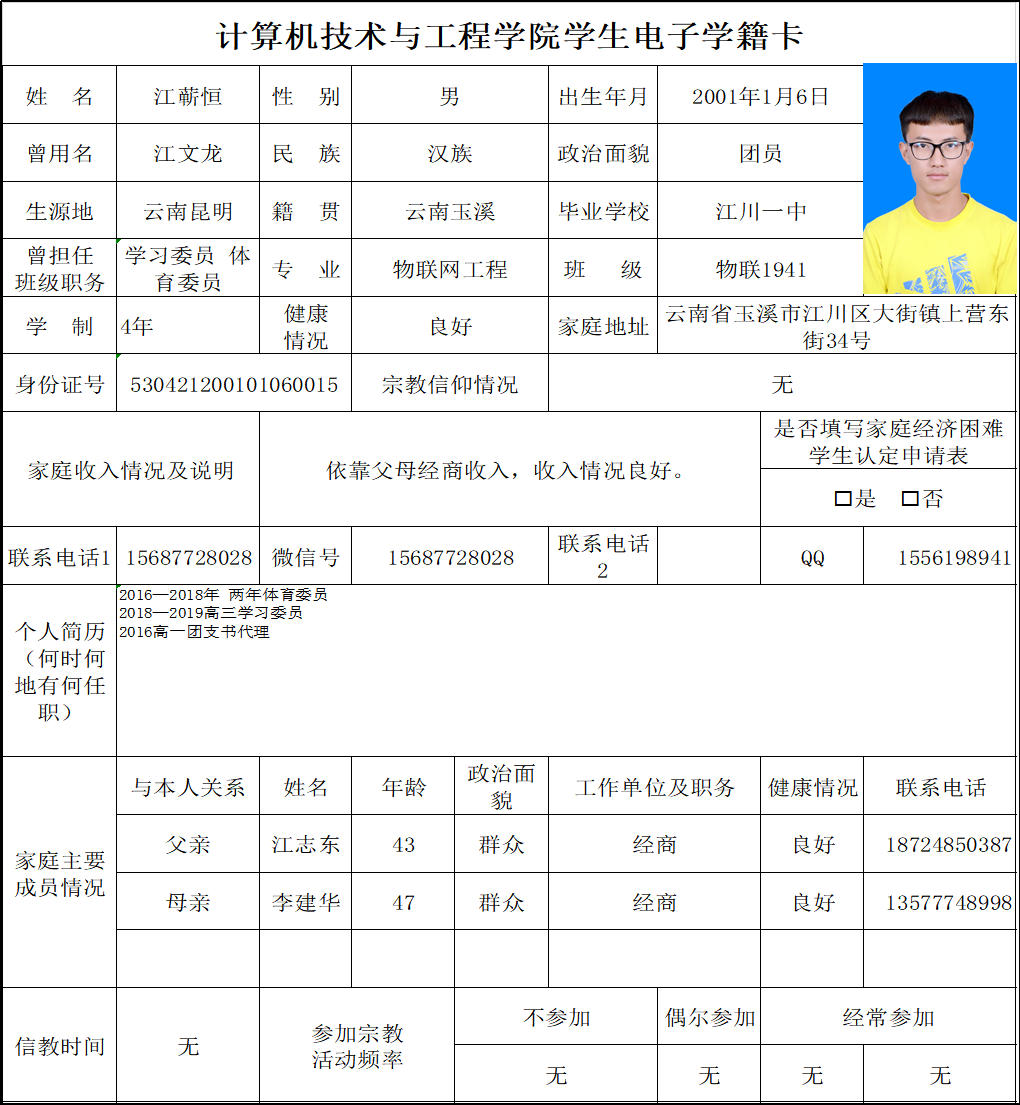 计算机技术与工程学院学生电子学籍卡
姓 名 江蕲恒 性 别 男 出生年月 2001年1月6日
曾用名 江文龙 民 族 汉族 政治面貌 团员
生源地 云南昆明 籍 贯 云南玉溪 毕业学校 江川一中
曾担任
班级职务
学习委员 体
育委员
专 业 物联网工程 班 级 物联1941
学 制 4年
健康
情况
良好 家庭地址
云南省玉溪市江川区大街镇上营东
街34号
身份证号 530421200101060015 宗教信仰情况 无
家庭收入情况及说明 依靠父母经商收入，收入情况良好。
是否填写家庭经济困难
学生认定申请表
□是 □否
联系电话1 15687728028 微信号 15687728028
联系电话
2
QQ 1556198941
个人简历
（何时何
地有何任
职）
2016—2018年 两年体育委员
2018—2019高三学习委员
2016高一团支书代理
家庭主要
成员情况
与本人关系 姓名 年龄
政治面
貌
工作单位及职务 健康情况 联系电话
父亲 江志东 43 群众 经商 良好 18724850387
母亲 李建华 47 群众 经商 良好 13577748998
信教时间 无
参加宗教
活动频率
不参加 偶尔参加 经常参加
无 无 无 无